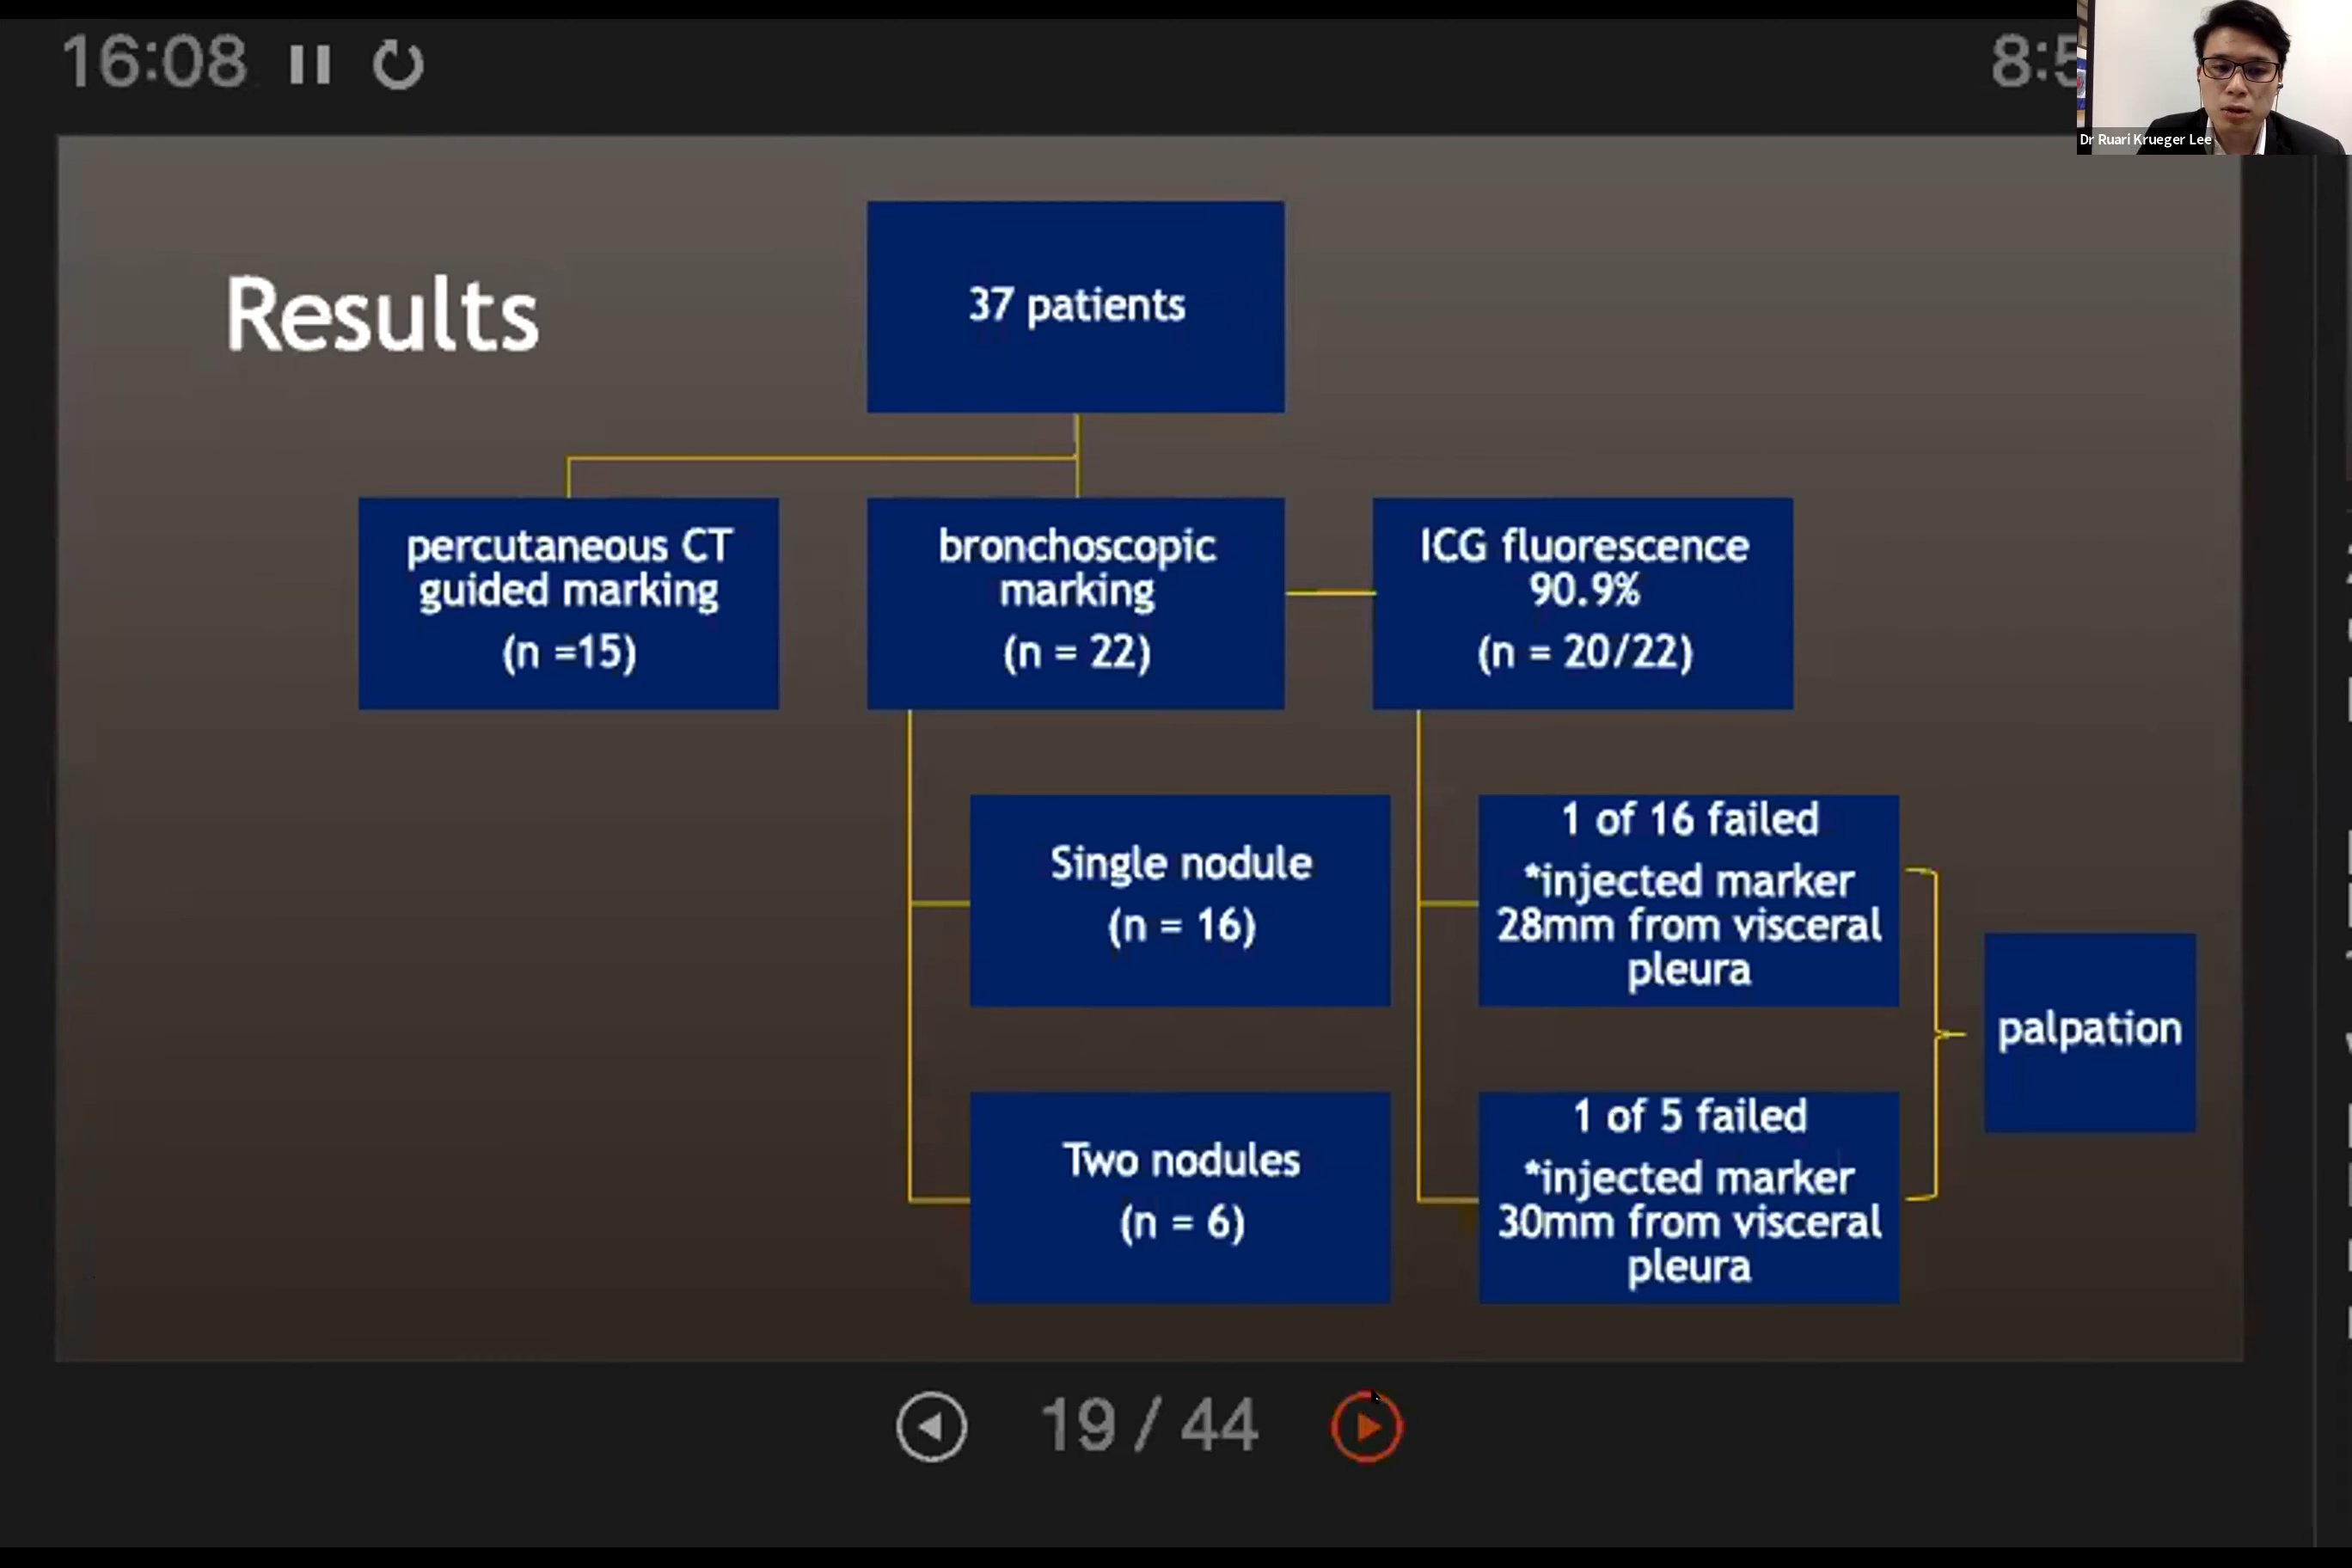 16:08
8:5
Dr Ruari Krueger Lee
Results
37 patients
percutaneous CT
guided marking
(n =15)
bronchoscopic
marking
(n = 22)
ICG fluorescence
90.9%
(n = 20/22)
Single nodule
(n = 16)
1 of 16 failed
*injected marker
28mm from visceral
pleura
palpation
Two nodules
(n = 6)
1 of 5 failed
*injected marker
30mm from visceral
pleura
19 / 44